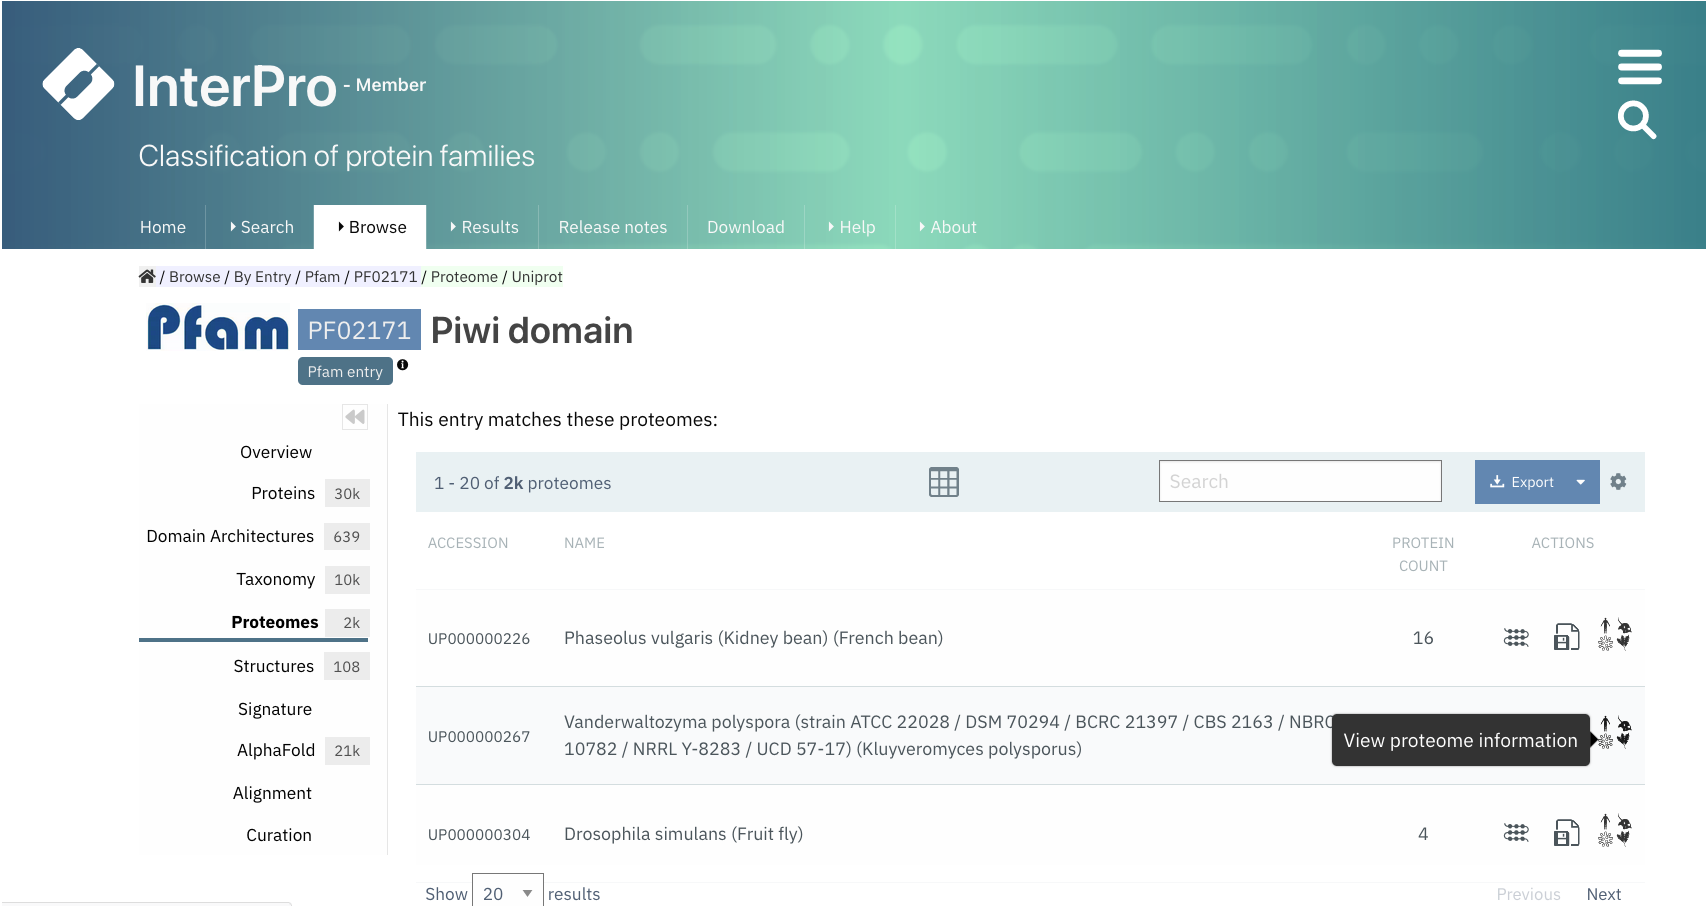 InterPro - Member
Classification of protein families
Home Search Browse Results Release notes Download Help About
/ Browse / By Entry / Pfam / PF02171 / Proteome / Uniprot
Pfam PF02171 Piwi domain
Pfam entry
This entry matches these proteomes:
Overview
Proteins 30k
Domain Architectures 639
Taxonomy 10k
Proteomes 2k
Structures 108
Signature
AlphaFold 21k
Alignment
Curation
1 - 20 of 2k proteomes Search Export
ACCESSION NAME PROTEIN COUNT ACTIONS
UP000000226 Phaseolus vulgaris (Kidney bean) (French bean) 16
UP000000267 Vanderwaltozyma polyspora (strain ATCC 22028 / DSM 70294 / BCRC 21397 / CBS 2163 / NBRC
10782 / NRRL Y-8283 / UCD 57-17) (Kluyveromyces polysporus)
View proteome information
UP000000304 Drosophila simulans (Fruit fly) 4
Show 20 results Previous Next